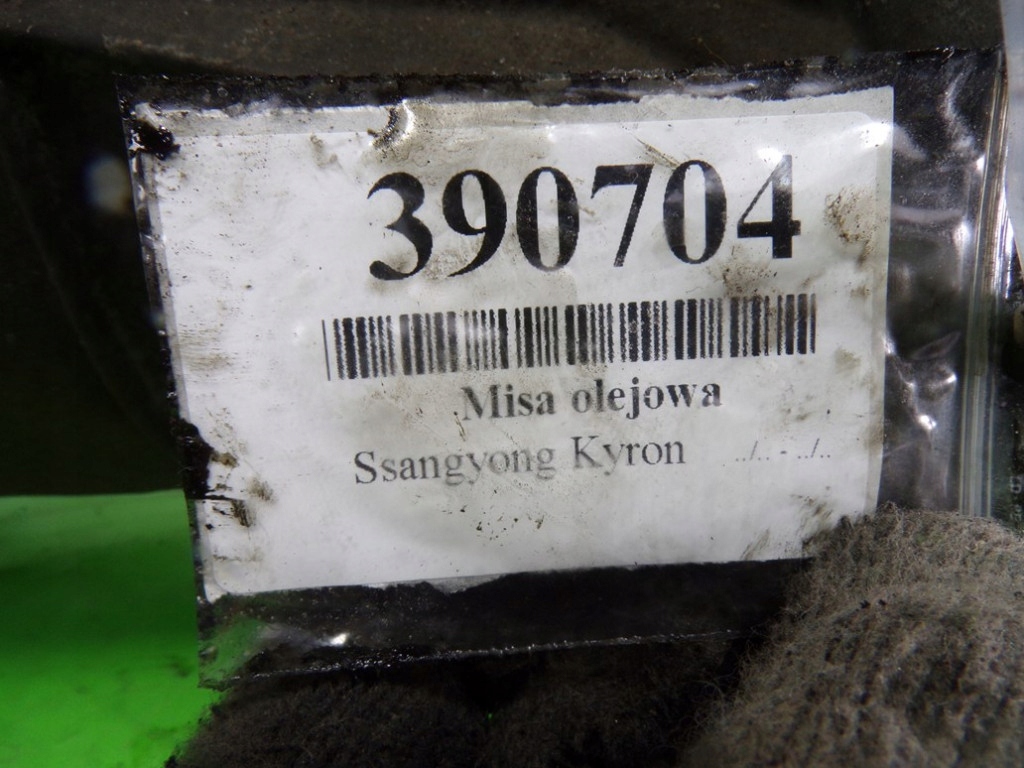 390704
Misa olejowa
Ssangyong Kyron ../.. - ../..